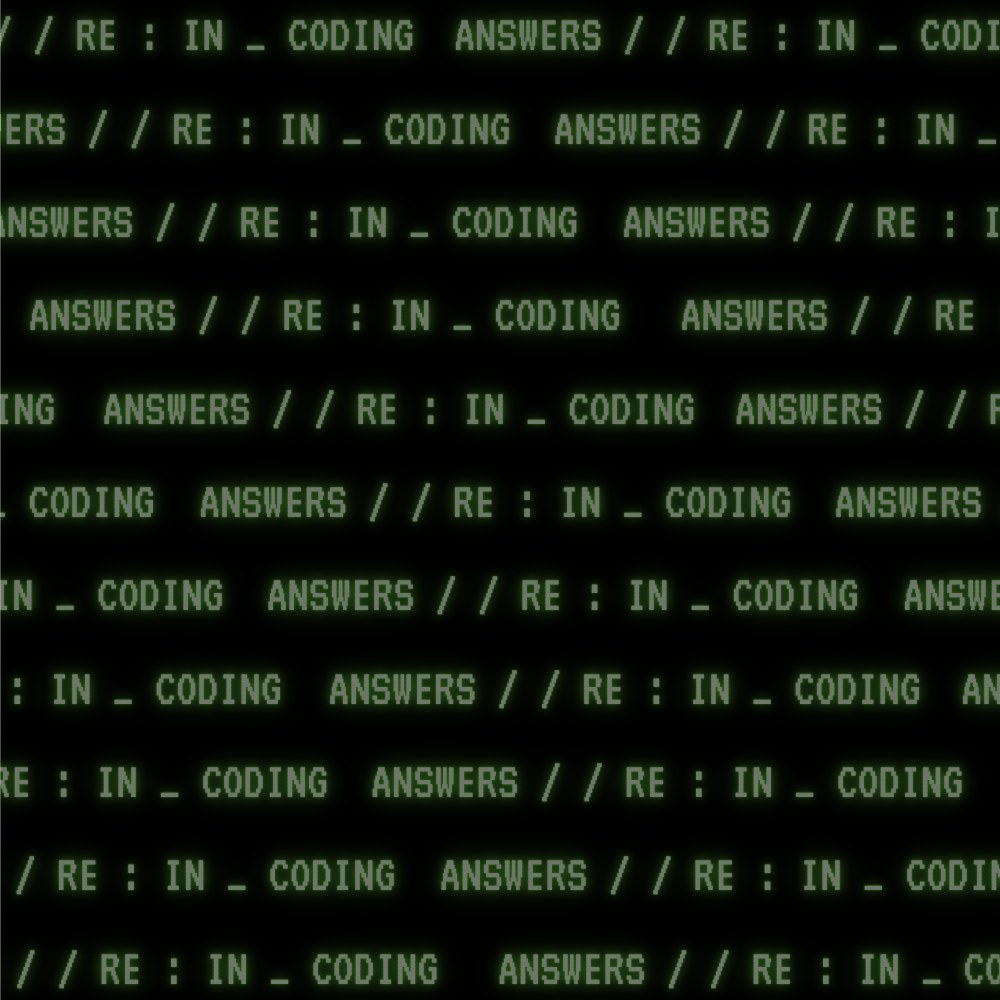 / / RE : IN _ CODING ANSWERS / / RE : IN _ CODI
ERS / / RE : IN _ CODING ANSWERS / / RE : IN _
ANSWERS / / RE : IN _ CODING ANSWERS / / RE : I
ANSWERS / / RE : IN _ CODING ANSWERS / / RE
ING ANSWERS / / RE : IN _ CODING ANSWERS / / R
_ CODING ANSWERS / / RE : IN _ CODING ANSWERS
IN _ CODING ANSWERS / / RE : IN _ CODING ANSWE
: IN _ CODING ANSWERS / / RE : IN _ CODING AN
RE : IN _ CODING ANSWERS / / RE : IN _ CODING
/ RE : IN _ CODING ANSWERS / / RE : IN _ CODIN
/ / RE : IN _ CODING ANSWERS / / RE : IN _ CO